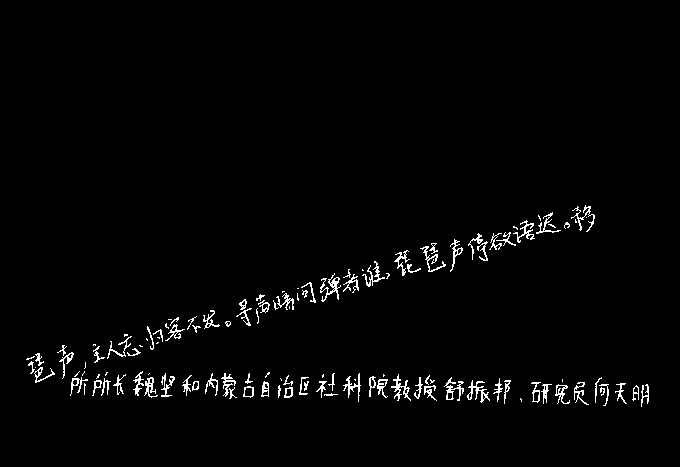 琶声,主人忘归客不发。寻声暗问弹者谁,琵琶声停欲语迟。移
所所长魏坚和内蒙古自治区社科院教授舒振邦、研究员何天明